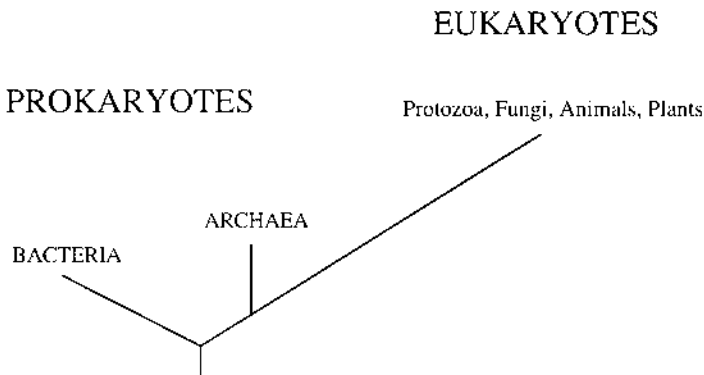 EUKARYOTES
PROKARYOTES
Protozoa, Fungi, Animals, Plants
ARCHAEA
BACTERIA